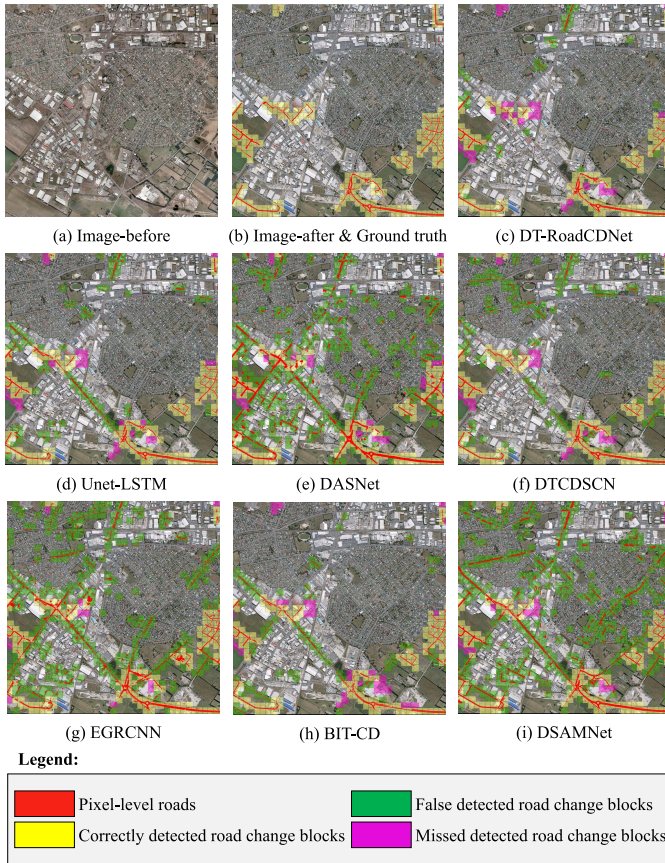 (a) Image-before
(b) Image-after & Ground truth
(c) DT-RoadCDNet
(d) Unet-LSTM
(e) DASNet
(f) DTCDSCN
(g) EGRCNN
(h) BIT-CD
(i) DSAMNet
Legend:
Pixel-level roads
False detected road change blocks
Correctly detected road change blocks
Missed detected road change blocks